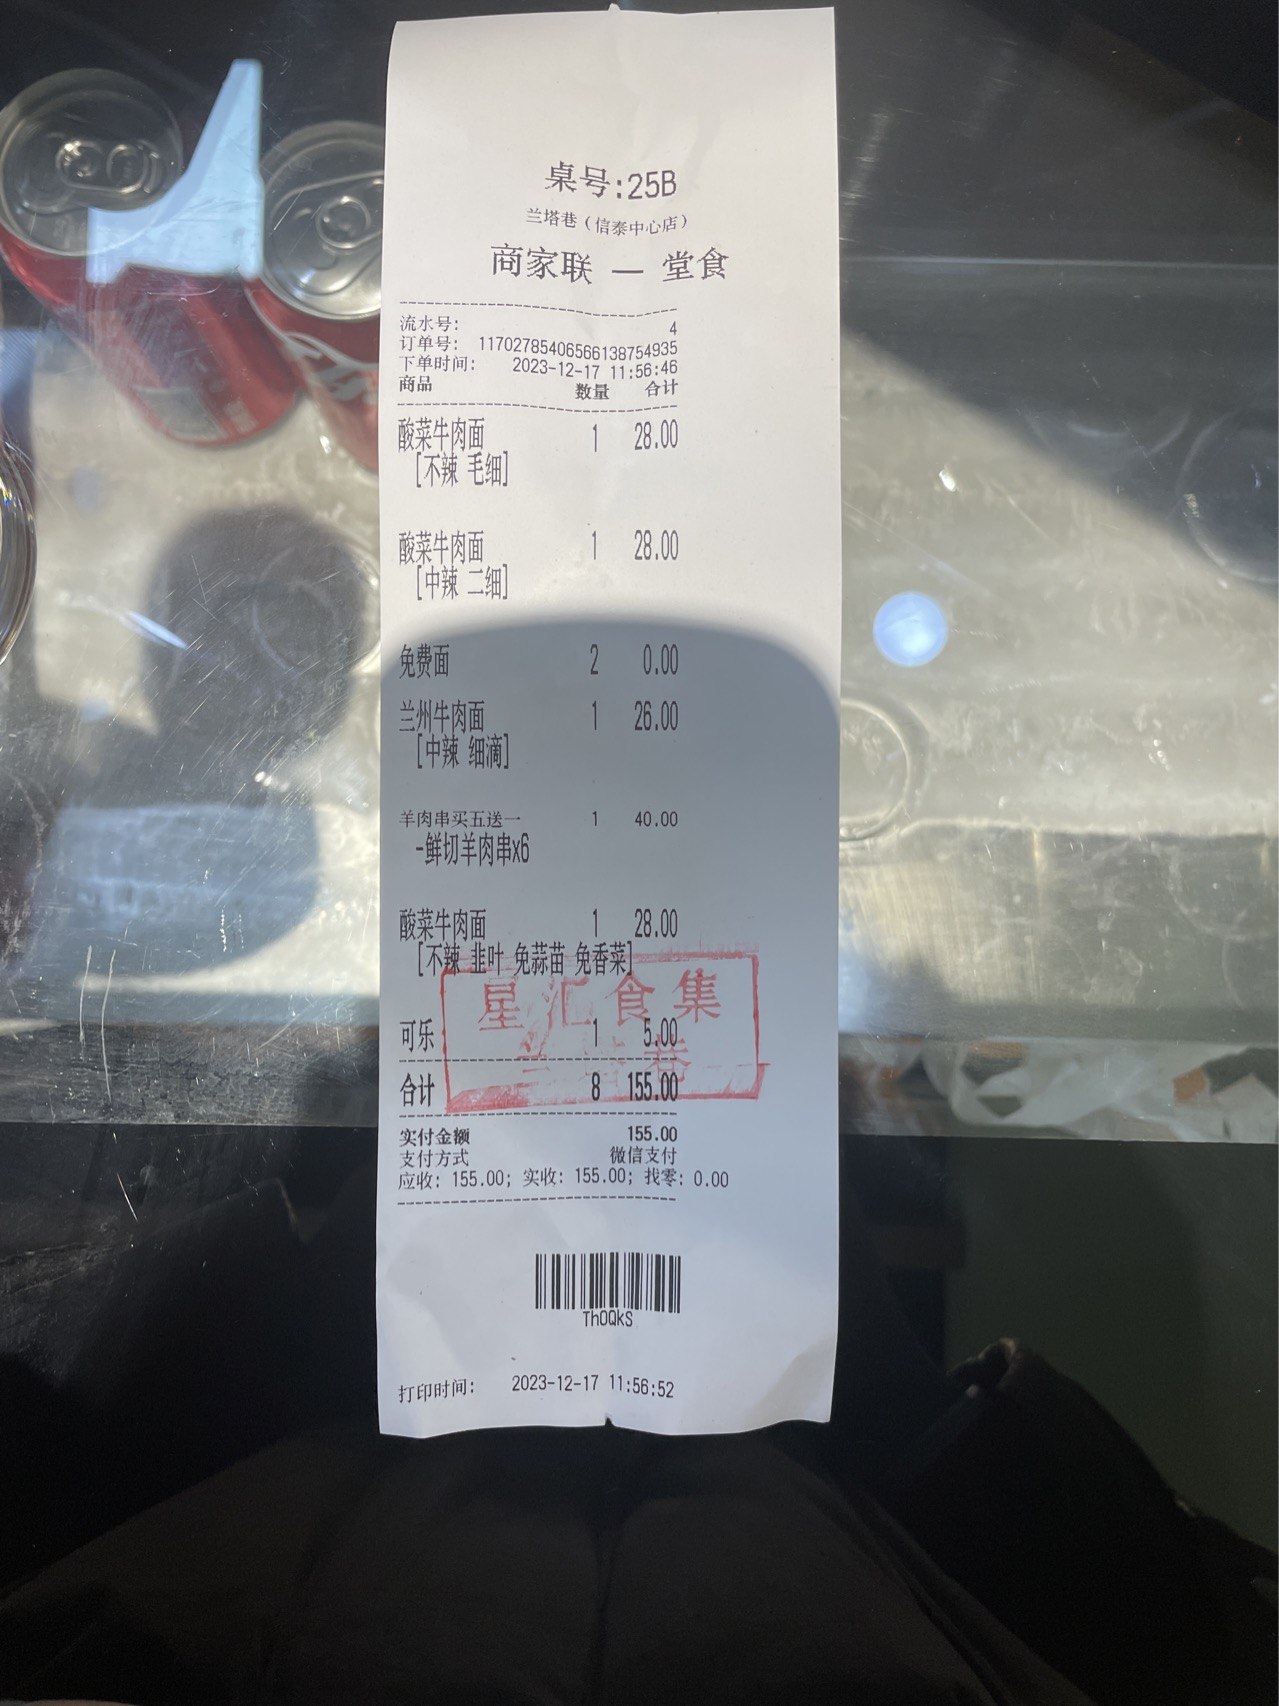 桌号:25B
兰塔巷（信泰中心店）
商家联 — 堂食
流水号: 4
订单号: 11702785406566138754935
下单时间: 2023-12-17 11:56:46
商品 数量 合计
酸菜牛肉面 1 28.00
[不辣 毛细]
酸菜牛肉面 1 28.00
[中辣 二细]
免费面 2 0.00
兰州牛肉面 1 26.00
[中辣 细滴]
羊肉串买五送一 1 40.00
-鲜切羊肉串x6
酸菜牛肉面 1 28.00
[不辣 韭叶 免蒜苗 免香菜]
星汇食集
可乐 1 5.00
合计 8 155.00
实付金额 155.00
支付方式 微信支付
应收: 155.00; 实收: 155.00; 找零: 0.00
ThOQkS
打印时间: 2023-12-17 11:56:52